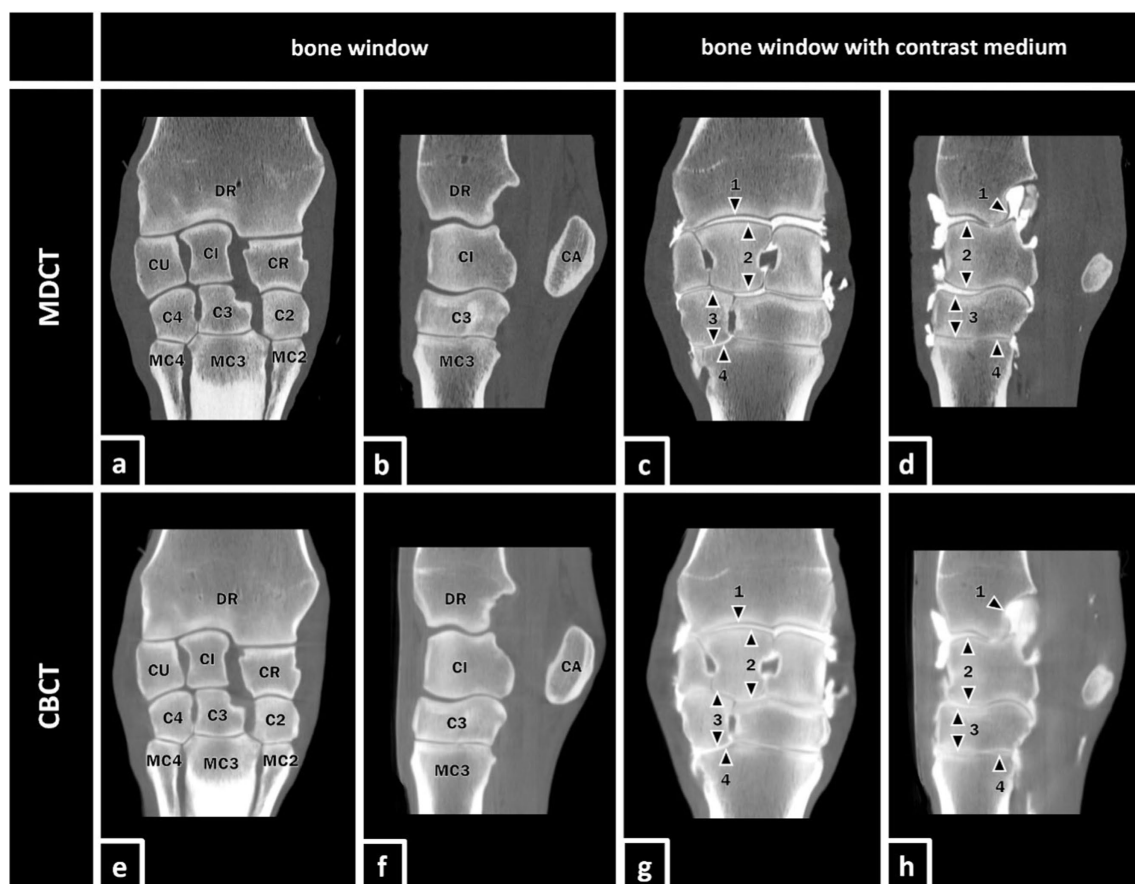 bone window
bone window with contrast medium
MDCT
DR
CU CI CR
C4 C3 C2
MC4 MC3 MC2
a
DR
CI CA
C3
MC3
b
1
2
3
4
c
1
2
3
4
d
CBCT
DR
CU CI CR
C4 C3 C2
MC4 MC3 MC2
e
DR
CI CA
C3
MC3
f
1
2
3
4
g
1
2
3
4
h